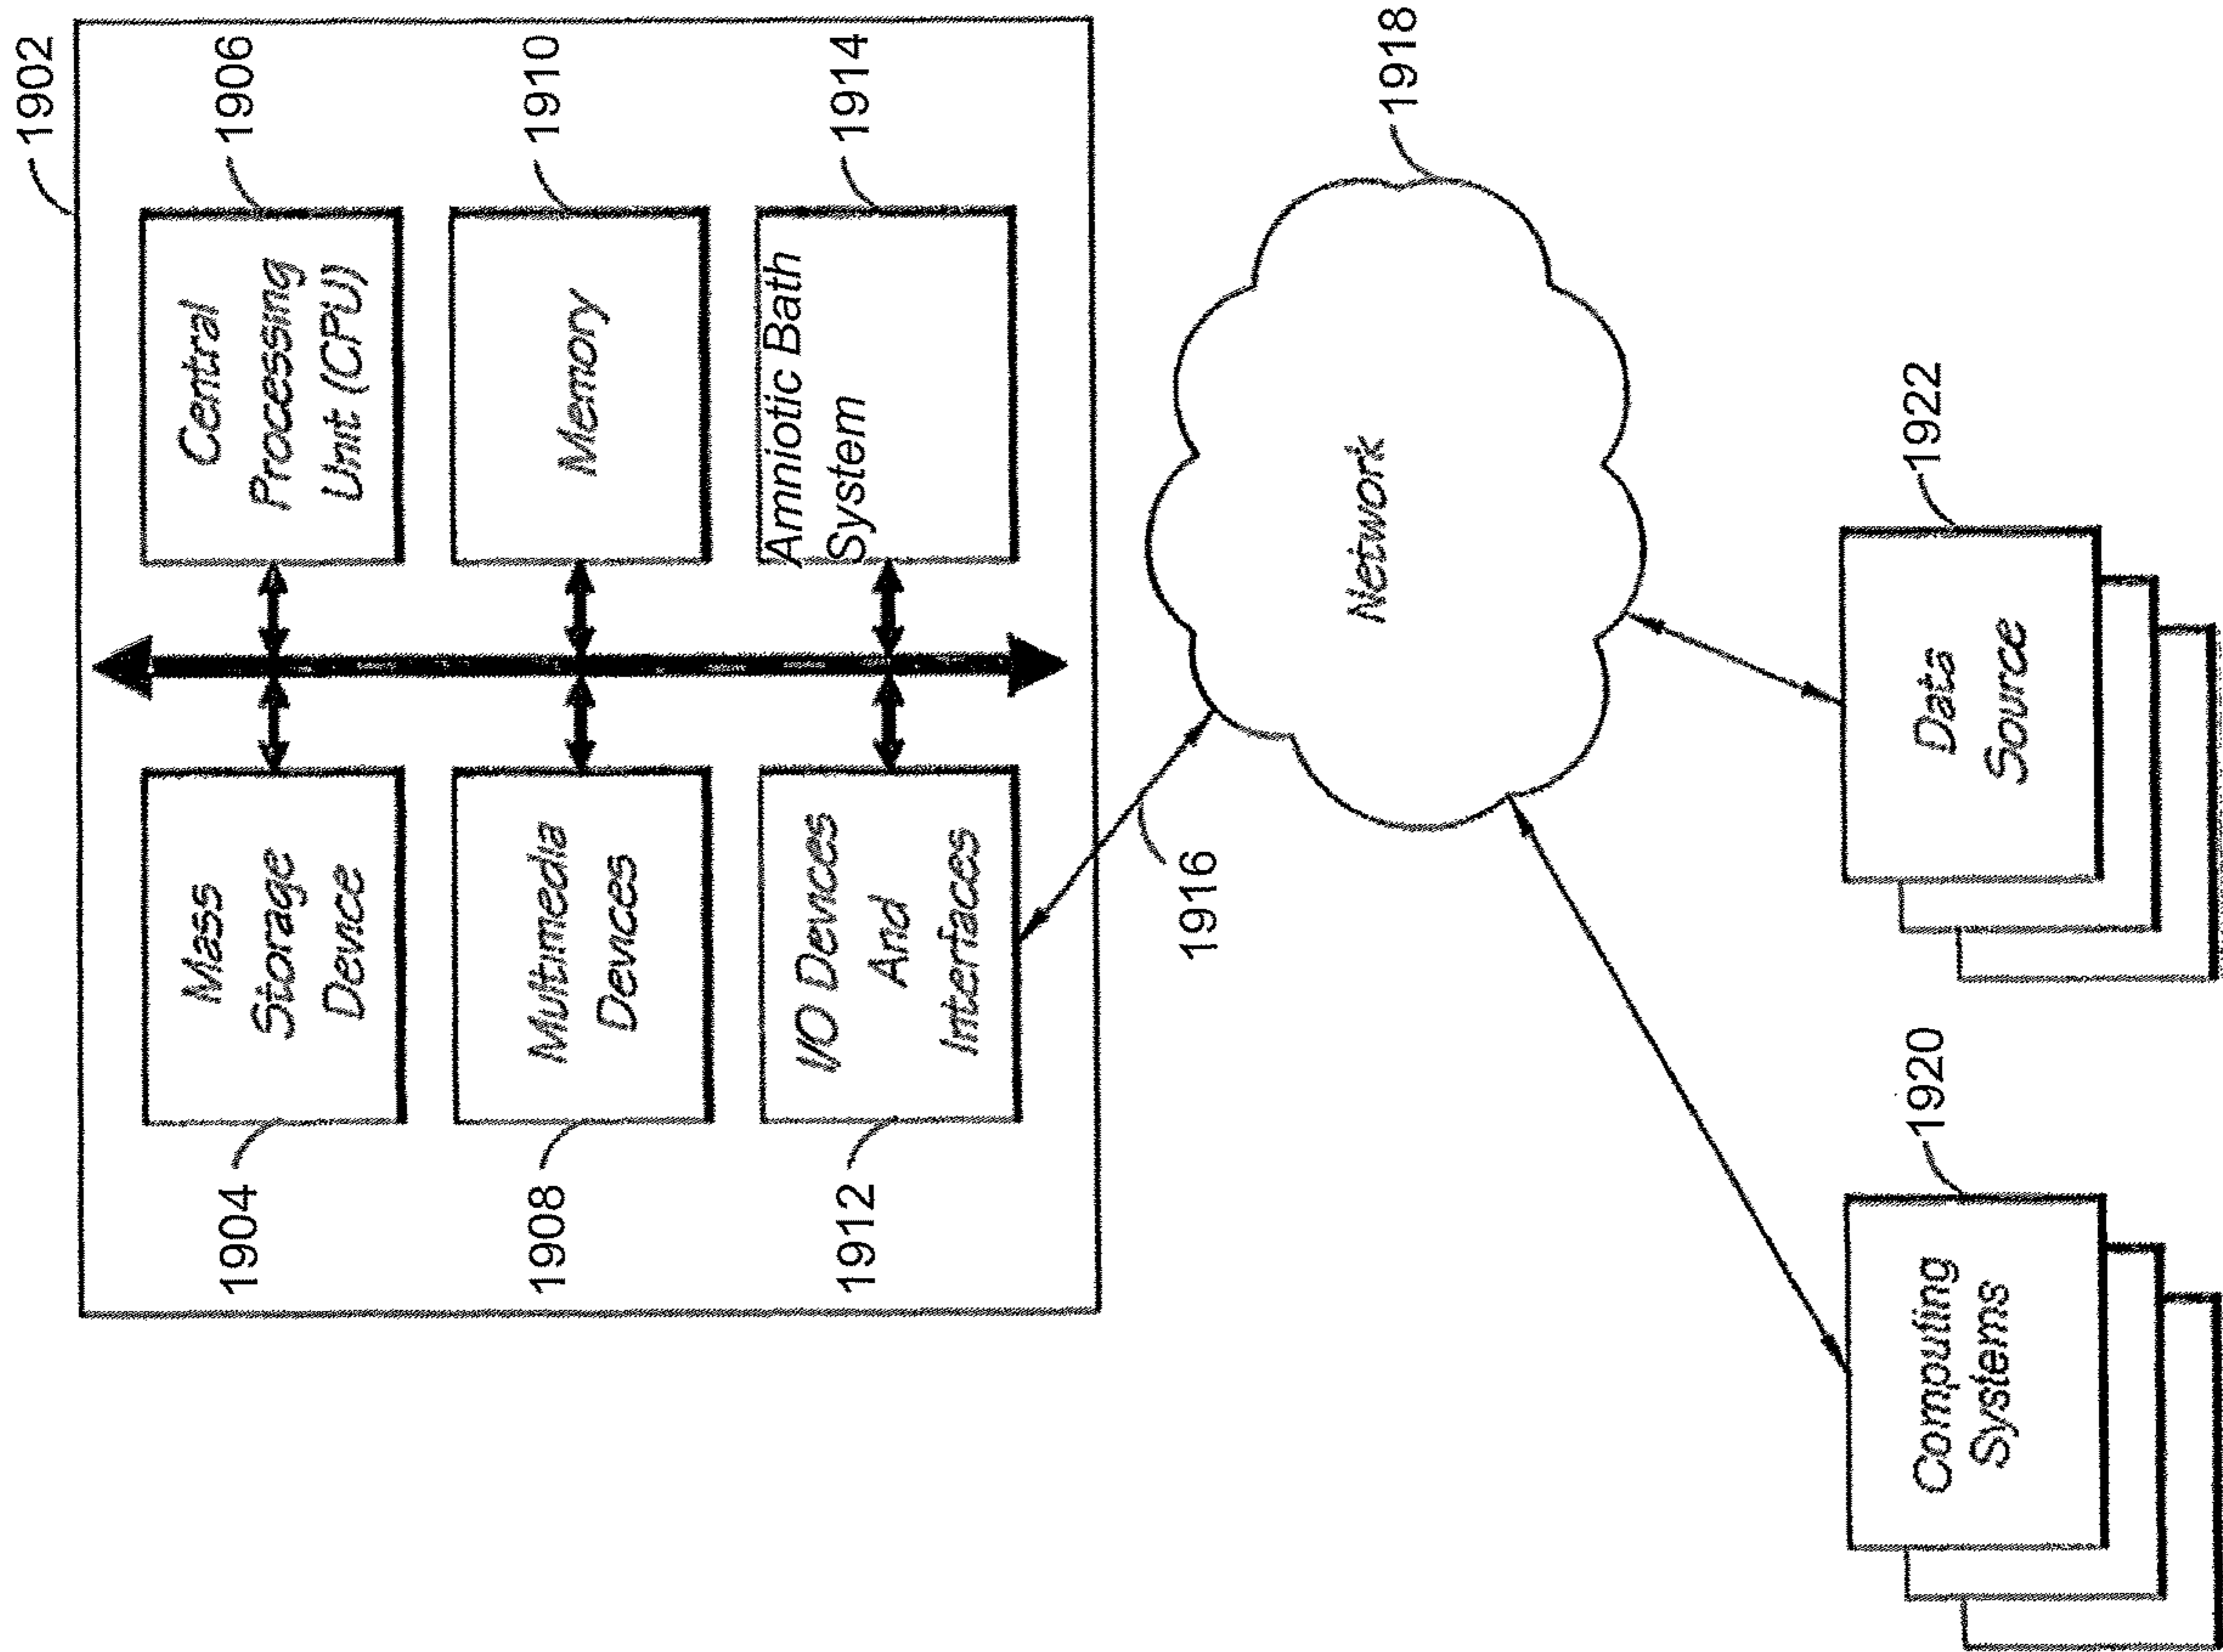 1902
Mass
Storage
Device
1904
Central
Processing
Unit (CPU)
1906
Multimedia
Devices
1908
Memory
1910
I/O Devices
And
Interfaces
1912
Amniotic Bath
System
1914
1916
Network
1918
Computing
Systems
1920
Data
Source
1922